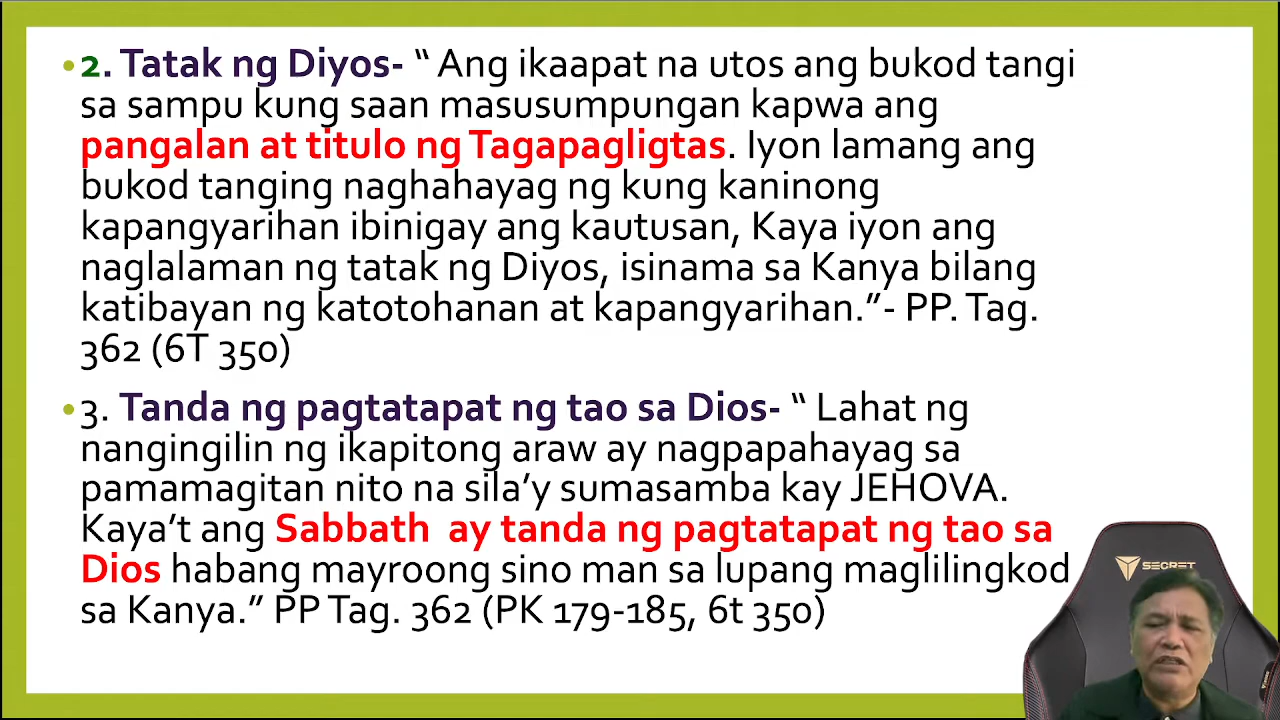 •2. Tatak ng Diyos- “ Ang ikaapat na utos ang bukod tangi
sa sampu kung saan masusumpungan kapwa ang
pangalan at titulo ng Tagapagligtas. Iyon lamang ang
bukod tanging naghahayag ng kung kaninong
kapangyarihan ibinigay ang kautusan, Kaya iyon ang
naglalaman ng tatak ng Diyos, isinama sa Kanya bilang
katibayan ng katotohanan at kapangyarihan.”- PP. Tag.
362 (6T 350)
•3. Tanda ng pagtatapat ng tao sa Dios- “ Lahat ng
nangingilin ng ikapitong araw ay nagpapahayag sa
pamamagitan nito na sila’y sumasamba kay JEHOVA.
Kaya’t ang Sabbath ay tanda ng pagtatapat ng tao sa
Dios habang mayroong sino man sa lupang maglilingkod
sa Kanya.” PP Tag. 362 (PK 179-185, 6t 350)
SECRET